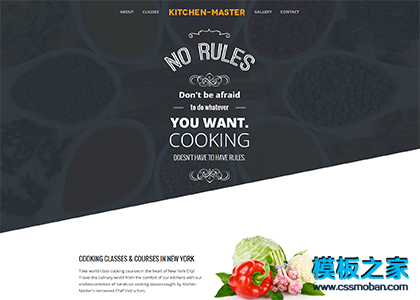 ABOUT CLASSES KITCHEN-MASTER GALLERY CONTACT
NO RULES
Don't be afraid
to do whatever
YOU WANT.
COOKING
DOESN'T HAVE TO HAVE RULES.
COOKING CLASSES & COURSES IN NEW YORK
Take world-class cooking courses in the heart of New York City!
Travel the culinary world from the comfort of our kitchens with our
endless selection of hands-on cooking classes taught by Kitchen
Master's renowned Chef Instructors.
模板之家
www.cssmoban.com